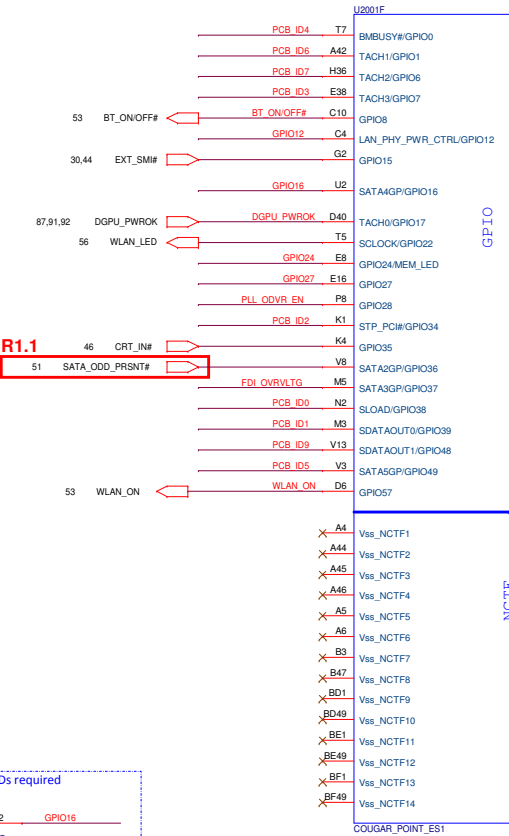 U2001F
PCB_ID4 T7 BMBUSY#/GPIO0
PCB_ID6 A42 TACH1/GPIO1
PCB_ID7 H36 TACH2/GPIO6
PCB_ID3 E38 TACH3/GPIO7
53 BT_ON/OFF# BT_ON/OFF# C10 GPIO8
GPIO12 C4 LAN_PHY_PWR_CTRL/GPIO12
30,44 EXT_SMI# G2 GPIO15
GPIO16 U2 SATA4GP/GPIO16
87,91,92 DGPU_PWROK DGPU_PWROK D40 TACH0/GPIO17
56 WLAN_LED T5 SCLOCK/GPIO22
GPIO24 E8 GPIO24/MEM_LED
GPIO27 E16 GPIO27
PLL_ODVR_EN P8 GPIO28
PCB_ID2 K1 STP_PCI#/GPIO34
R1.1
46 CRT_IN# K4 GPIO35
51 SATA_ODD_PRSNT# V8 SATA2GP/GPIO36
FDI_OVRVLTG M5 SATA3GP/GPIO37
PCB_ID0 N2 SLOAD/GPIO38
PCB_ID1 M3 SDATAOUT0/GPIO39
PCB_ID9 V13 SDATAOUT1/GPIO48
PCB_ID5 V3 SATA5GP/GPIO49
53 WLAN_ON WLAN_ON D6 GPIO57
GPIO
A4 Vss_NCTF1
A44 Vss_NCTF2
A45 Vss_NCTF3
A46 Vss_NCTF4
A5 Vss_NCTF5
A6 Vss_NCTF6
B3 Vss_NCTF7
B47 Vss_NCTF8
BD1 Vss_NCTF9
BD49 Vss_NCTF10
BE1 Vss_NCTF11
BE49 Vss_NCTF12
BF1 Vss_NCTF13
BF49 Vss_NCTF14
NCTF
COUGAR_POINT_ES1
Ds required
2 GPIO16